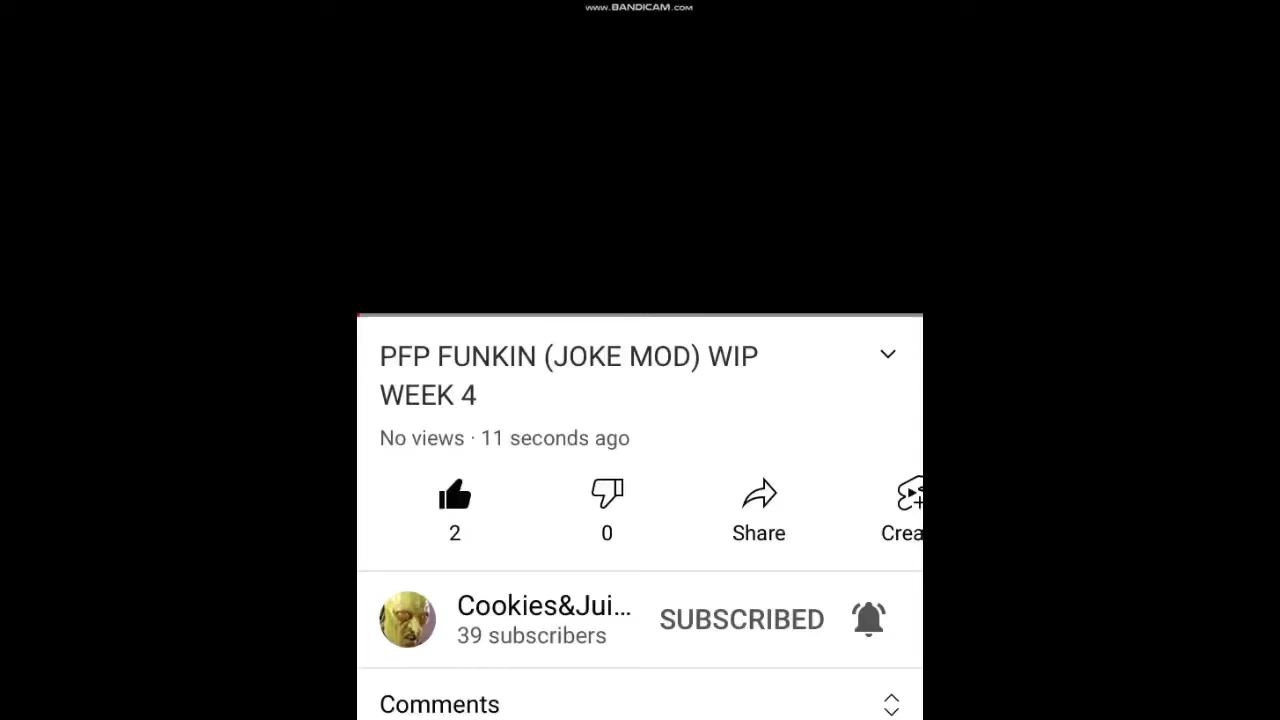 WWW.BANDICAM.COM
PFP FUNKIN (JOKE MOD) WIP
WEEK 4
No views · 11 seconds ago
2
0
Share
Crea
Cookies&Jui...
SUBSCRIBED
39 subscribers
Comments